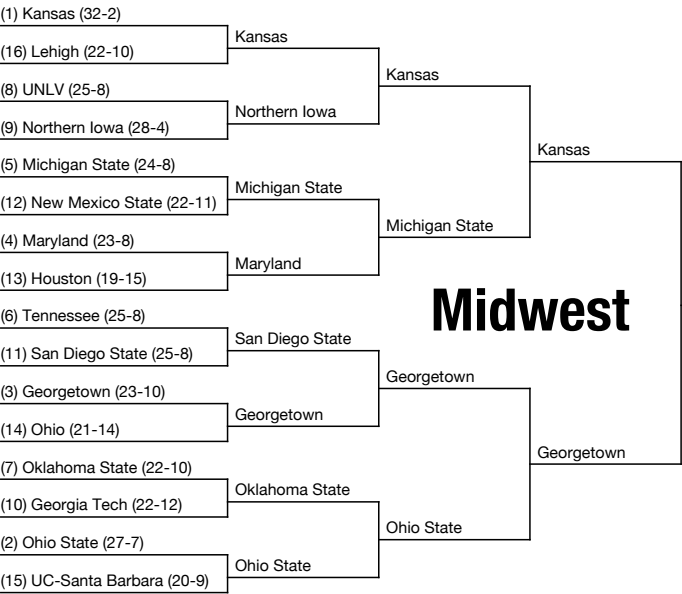 (1) Kansas (32-2)
(16) Lehigh (22-10)
(8) UNLV (25-8)
(9) Northern Iowa (28-4)
(5) Michigan State (24-8)
(12) New Mexico State (22-11)
(4) Maryland (23-8)
(13) Houston (19-15)
(6) Tennessee (25-8)
(11) San Diego State (25-8)
(3) Georgetown (23-10)
(14) Ohio (21-14)
(7) Oklahoma State (22-10)
(10) Georgia Tech (22-12)
(2) Ohio State (27-7)
(15) UC-Santa Barbara (20-9)
Kansas
Northern Iowa
Michigan State
Maryland
San Diego State
Georgetown
Oklahoma State
Ohio State
Kansas
Michigan State
Georgetown
Ohio State
Kansas
Georgetown
Midwest